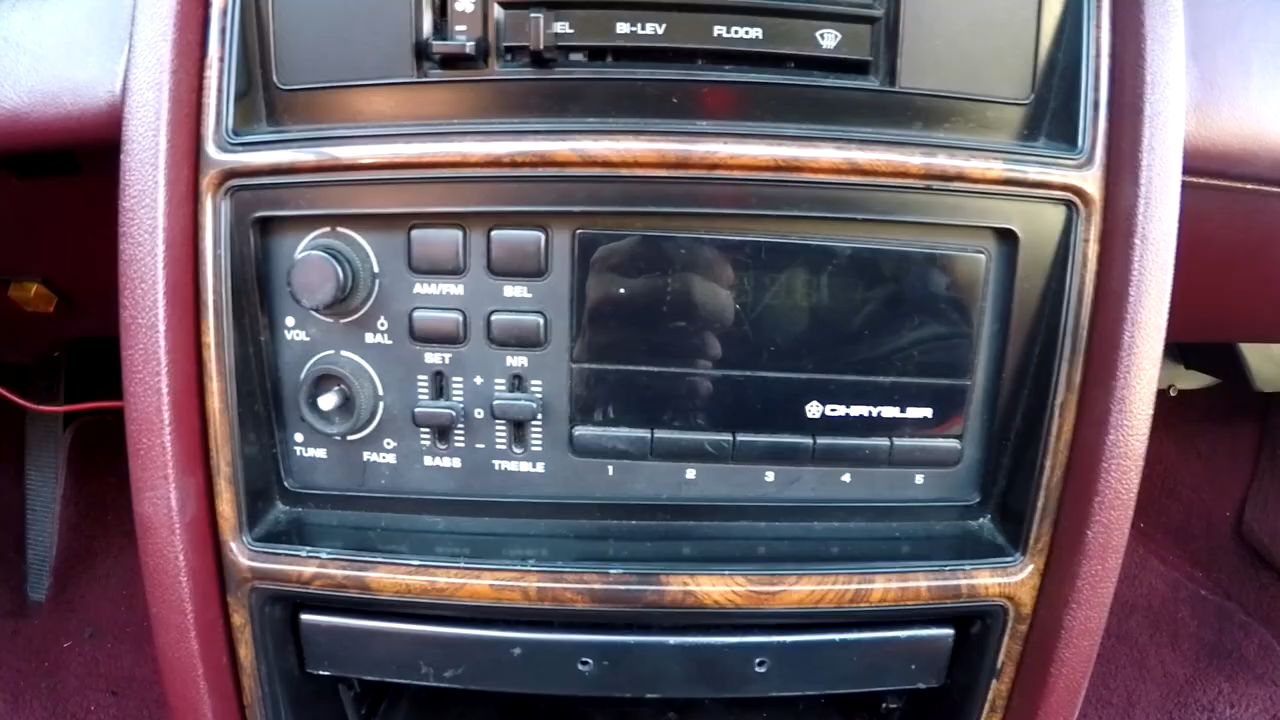 BI-LEV FLOOR
AM/FM SEL
VOL BAL
SET NR
+
0
-
CHRYSLER
TUNE FADE
BASS TREBLE
1 2 3 4 5